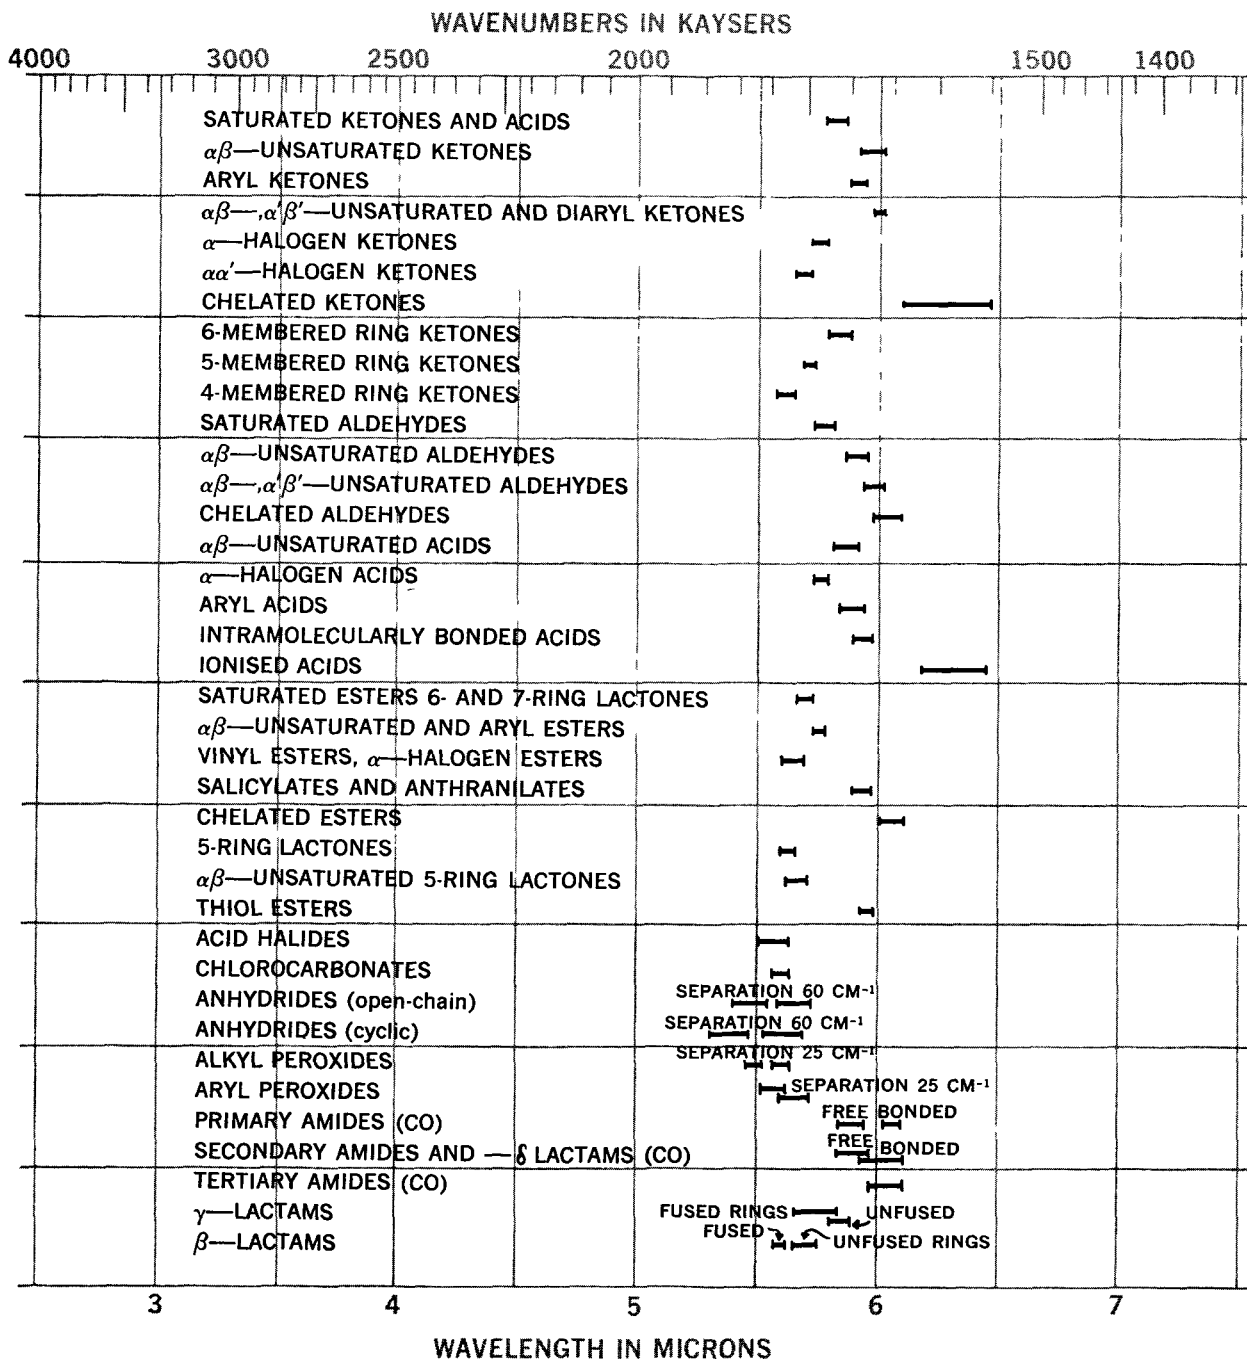 WAVENUMBERS IN KAYSERS
4000 3000 2500 2000 1500 1400
SATURATED KETONES AND ACIDS
αβ—UNSATURATED KETONES
ARYL KETONES
αβ—,α'β'—UNSATURATED AND DIARYL KETONES
α—HALOGEN KETONES
αα'—HALOGEN KETONES
CHELATED KETONES
6-MEMBERED RING KETONES
5-MEMBERED RING KETONES
4-MEMBERED RING KETONES
SATURATED ALDEHYDES
αβ—UNSATURATED ALDEHYDES
αβ—,α'β'—UNSATURATED ALDEHYDES
CHELATED ALDEHYDES
αβ—UNSATURATED ACIDS
α—HALOGEN ACIDS
ARYL ACIDS
INTRAMOLECULARLY BONDED ACIDS
IONISED ACIDS
SATURATED ESTERS 6- AND 7-RING LACTONES
αβ—UNSATURATED AND ARYL ESTERS
VINYL ESTERS, α—HALOGEN ESTERS
SALICYLATES AND ANTHRANILATES
CHELATED ESTERS
5-RING LACTONES
αβ—UNSATURATED 5-RING LACTONES
THIOL ESTERS
ACID HALIDES
CHLOROCARBONATES
ANHYDRIDES (open-chain) SEPARATION 60 CM⁻¹
ANHYDRIDES (cyclic) SEPARATION 60 CM⁻¹
ALKYL PEROXIDES SEPARATION 25 CM⁻¹
ARYL PEROXIDES SEPARATION 25 CM⁻¹
PRIMARY AMIDES (CO) FREE BONDED
SECONDARY AMIDES AND —δ LACTAMS (CO) FREE BONDED
TERTIARY AMIDES (CO)
γ—LACTAMS FUSED RINGS UNFUSED
β—LACTAMS FUSED UNFUSED RINGS
3 4 5 6 7
WAVELENGTH IN MICRONS